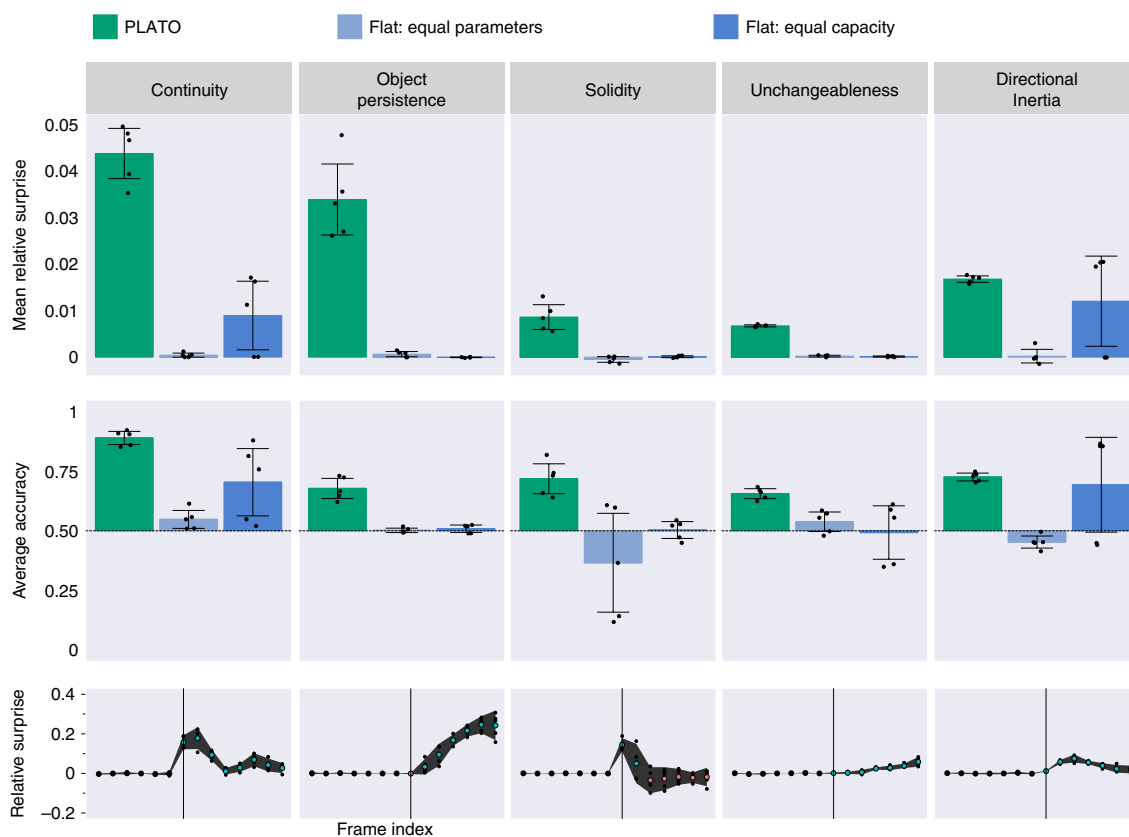 PLATO
Flat: equal parameters
Flat: equal capacity
Continuity
Object
persistence
Solidity
Unchangeableness
Directional
Inertia
Mean relative surprise
0.05
0.04
0.03
0.02
0.01
0
Average accuracy
1
0.75
0.50
0.25
0
Relative surprise
0.4
0.2
0
−0.2
Frame index